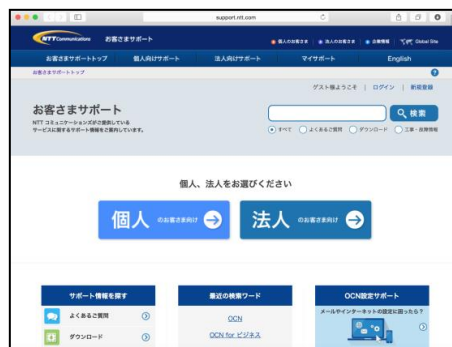 support.ntt.com
NTT Communications お客さまサポート
個人のお客さま 法人のお客さま 企業情報 Global Site
お客さまサポートトップ 個人向けサポート 法人向けサポート マイサポート English
お客さまサポートトップ
ゲスト様ようこそ | ログイン | 新規登録
お客さまサポート
NTT コミュニケーションズがご提供している
サービスに関するサポート情報をご案内しています。
検索
すべて よくあるご質問 ダウンロード 工事・故障情報
個人、法人をお選びください
個人 のお客さま向け
法人 のお客さま向け
サポート情報を探す
よくあるご質問
ダウンロード
最近の検索ワード
OCN
OCN for ビジネス
OCN設定サポート
メールやインターネットの設定に困ったら？